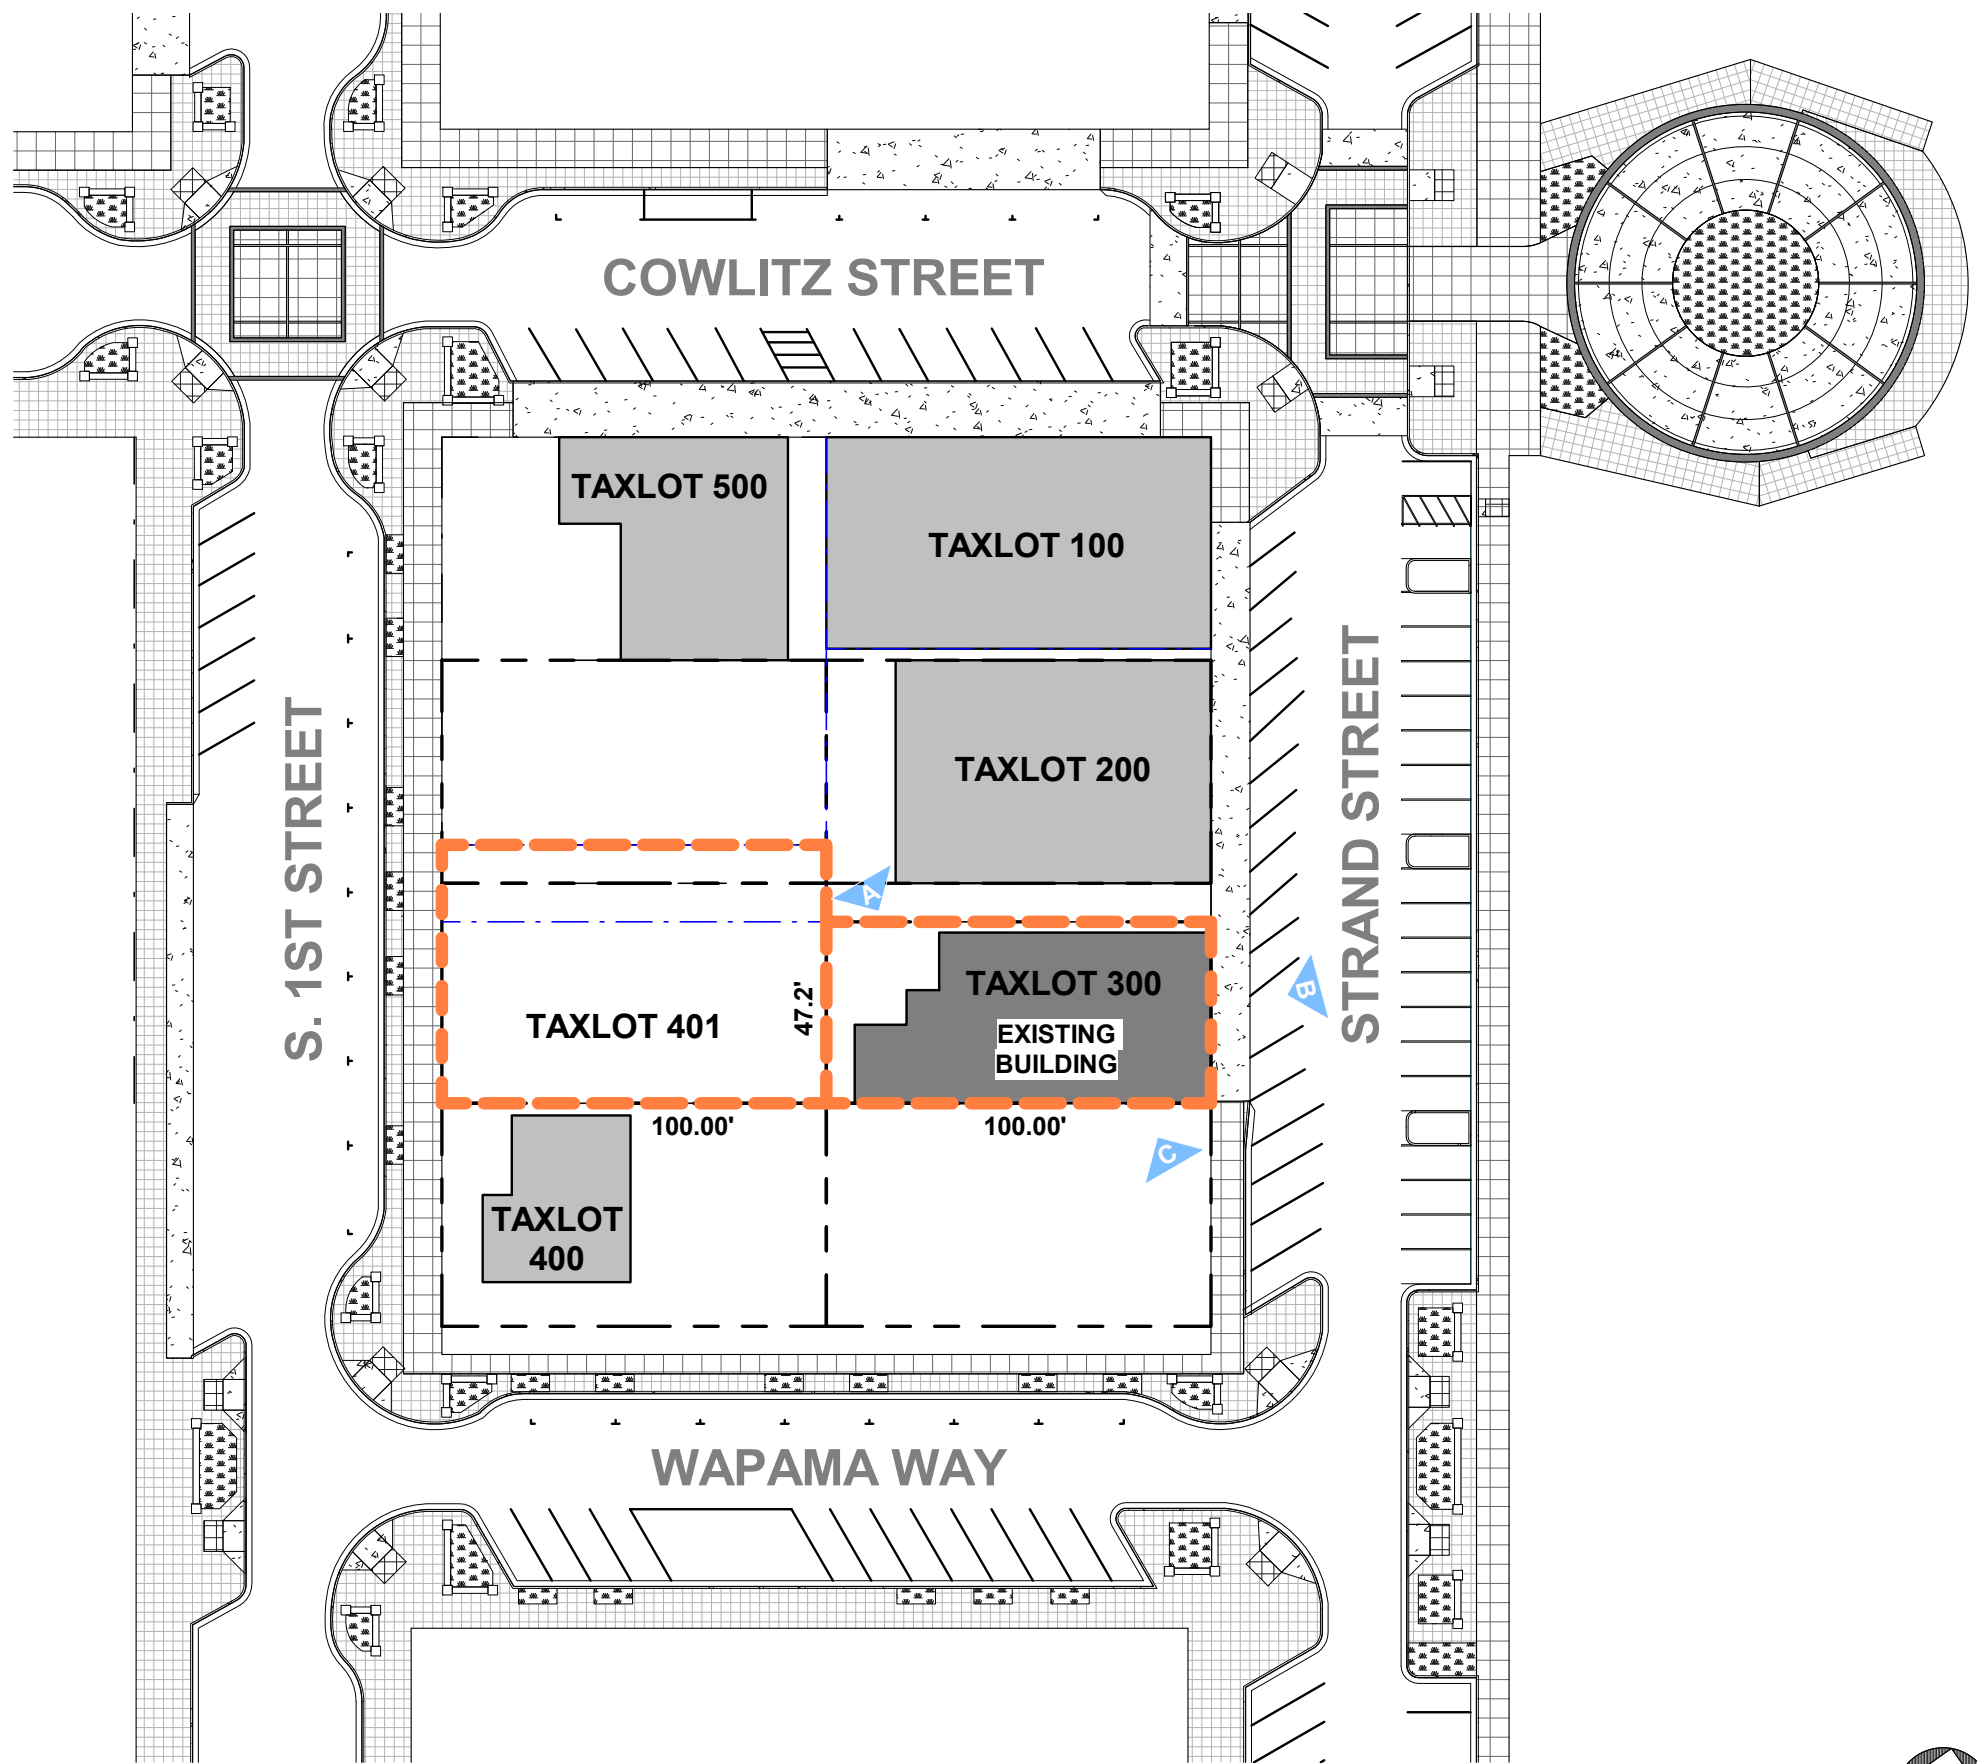 COWLITZ STREET
TAXLOT 500
TAXLOT 100
TAXLOT 200
S. 1ST STREET
STRAND STREET
A
B
TAXLOT 300
EXISTING
BUILDING
47.2'
TAXLOT 401
100.00'
100.00'
C
TAXLOT
400
WAPAMA WAY